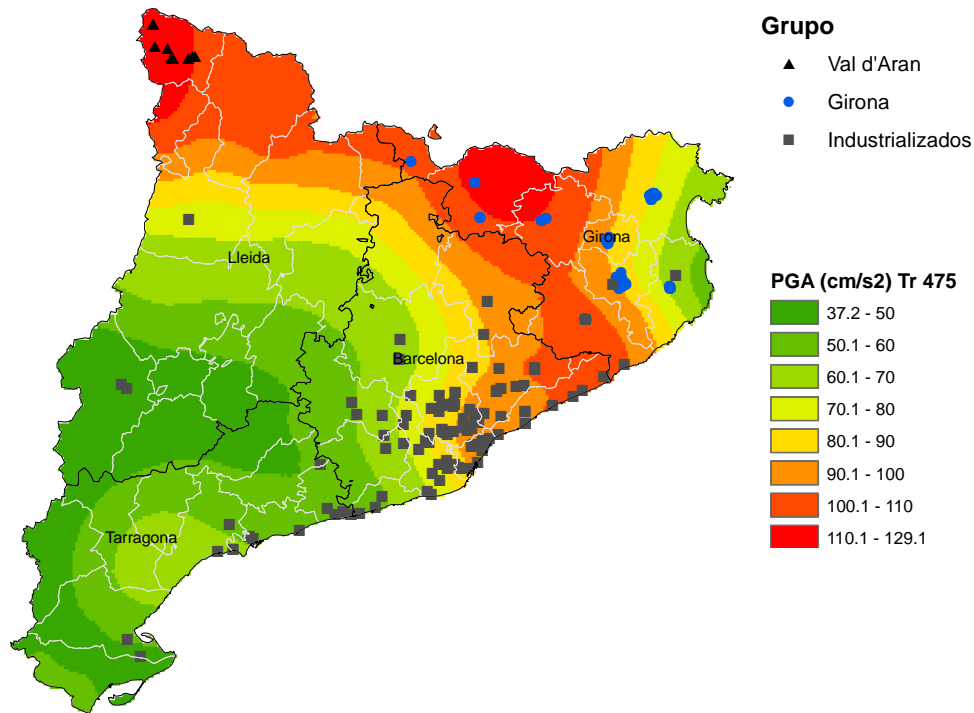 Grupo
Val d'Aran
Girona
Industrializados
Girona
Lleida
Barcelona
Tarragona
PGA (cm/s2) Tr 475
37.2 - 50
50.1 - 60
60.1 - 70
70.1 - 80
80.1 - 90
90.1 - 100
100.1 - 110
110.1 - 129.1